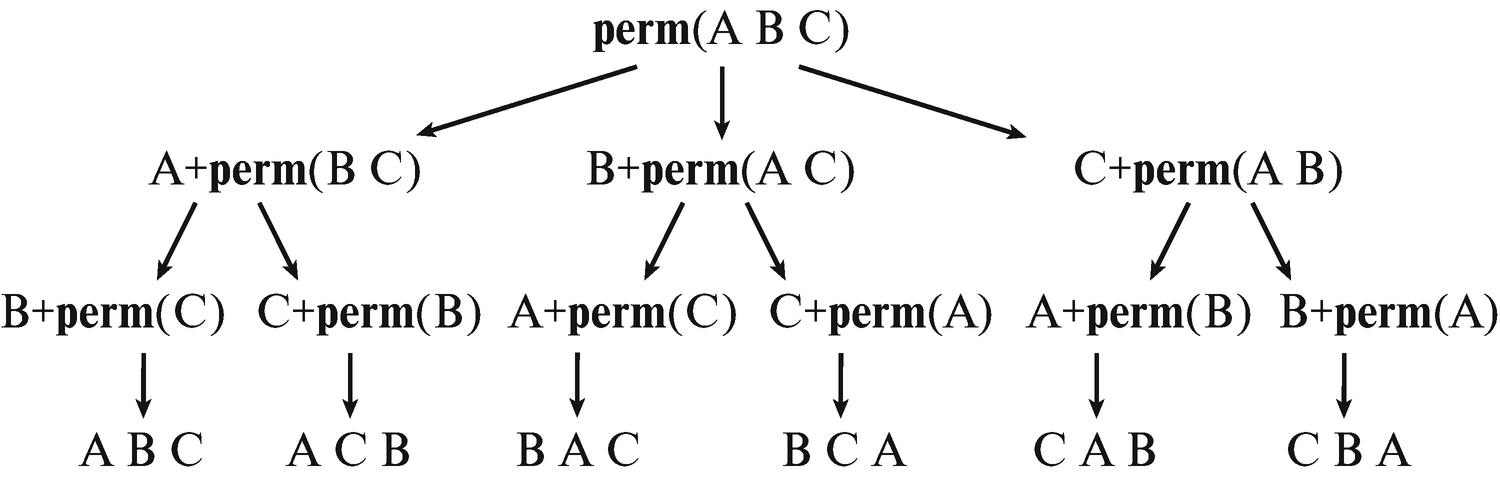 perm(A B C)
A+perm(B C) B+perm(A C) C+perm(A B)
B+perm(C) C+perm(B) A+perm(C) C+perm(A) A+perm(B) B+perm(A)
A B C A C B B A C B C A C A B C B A